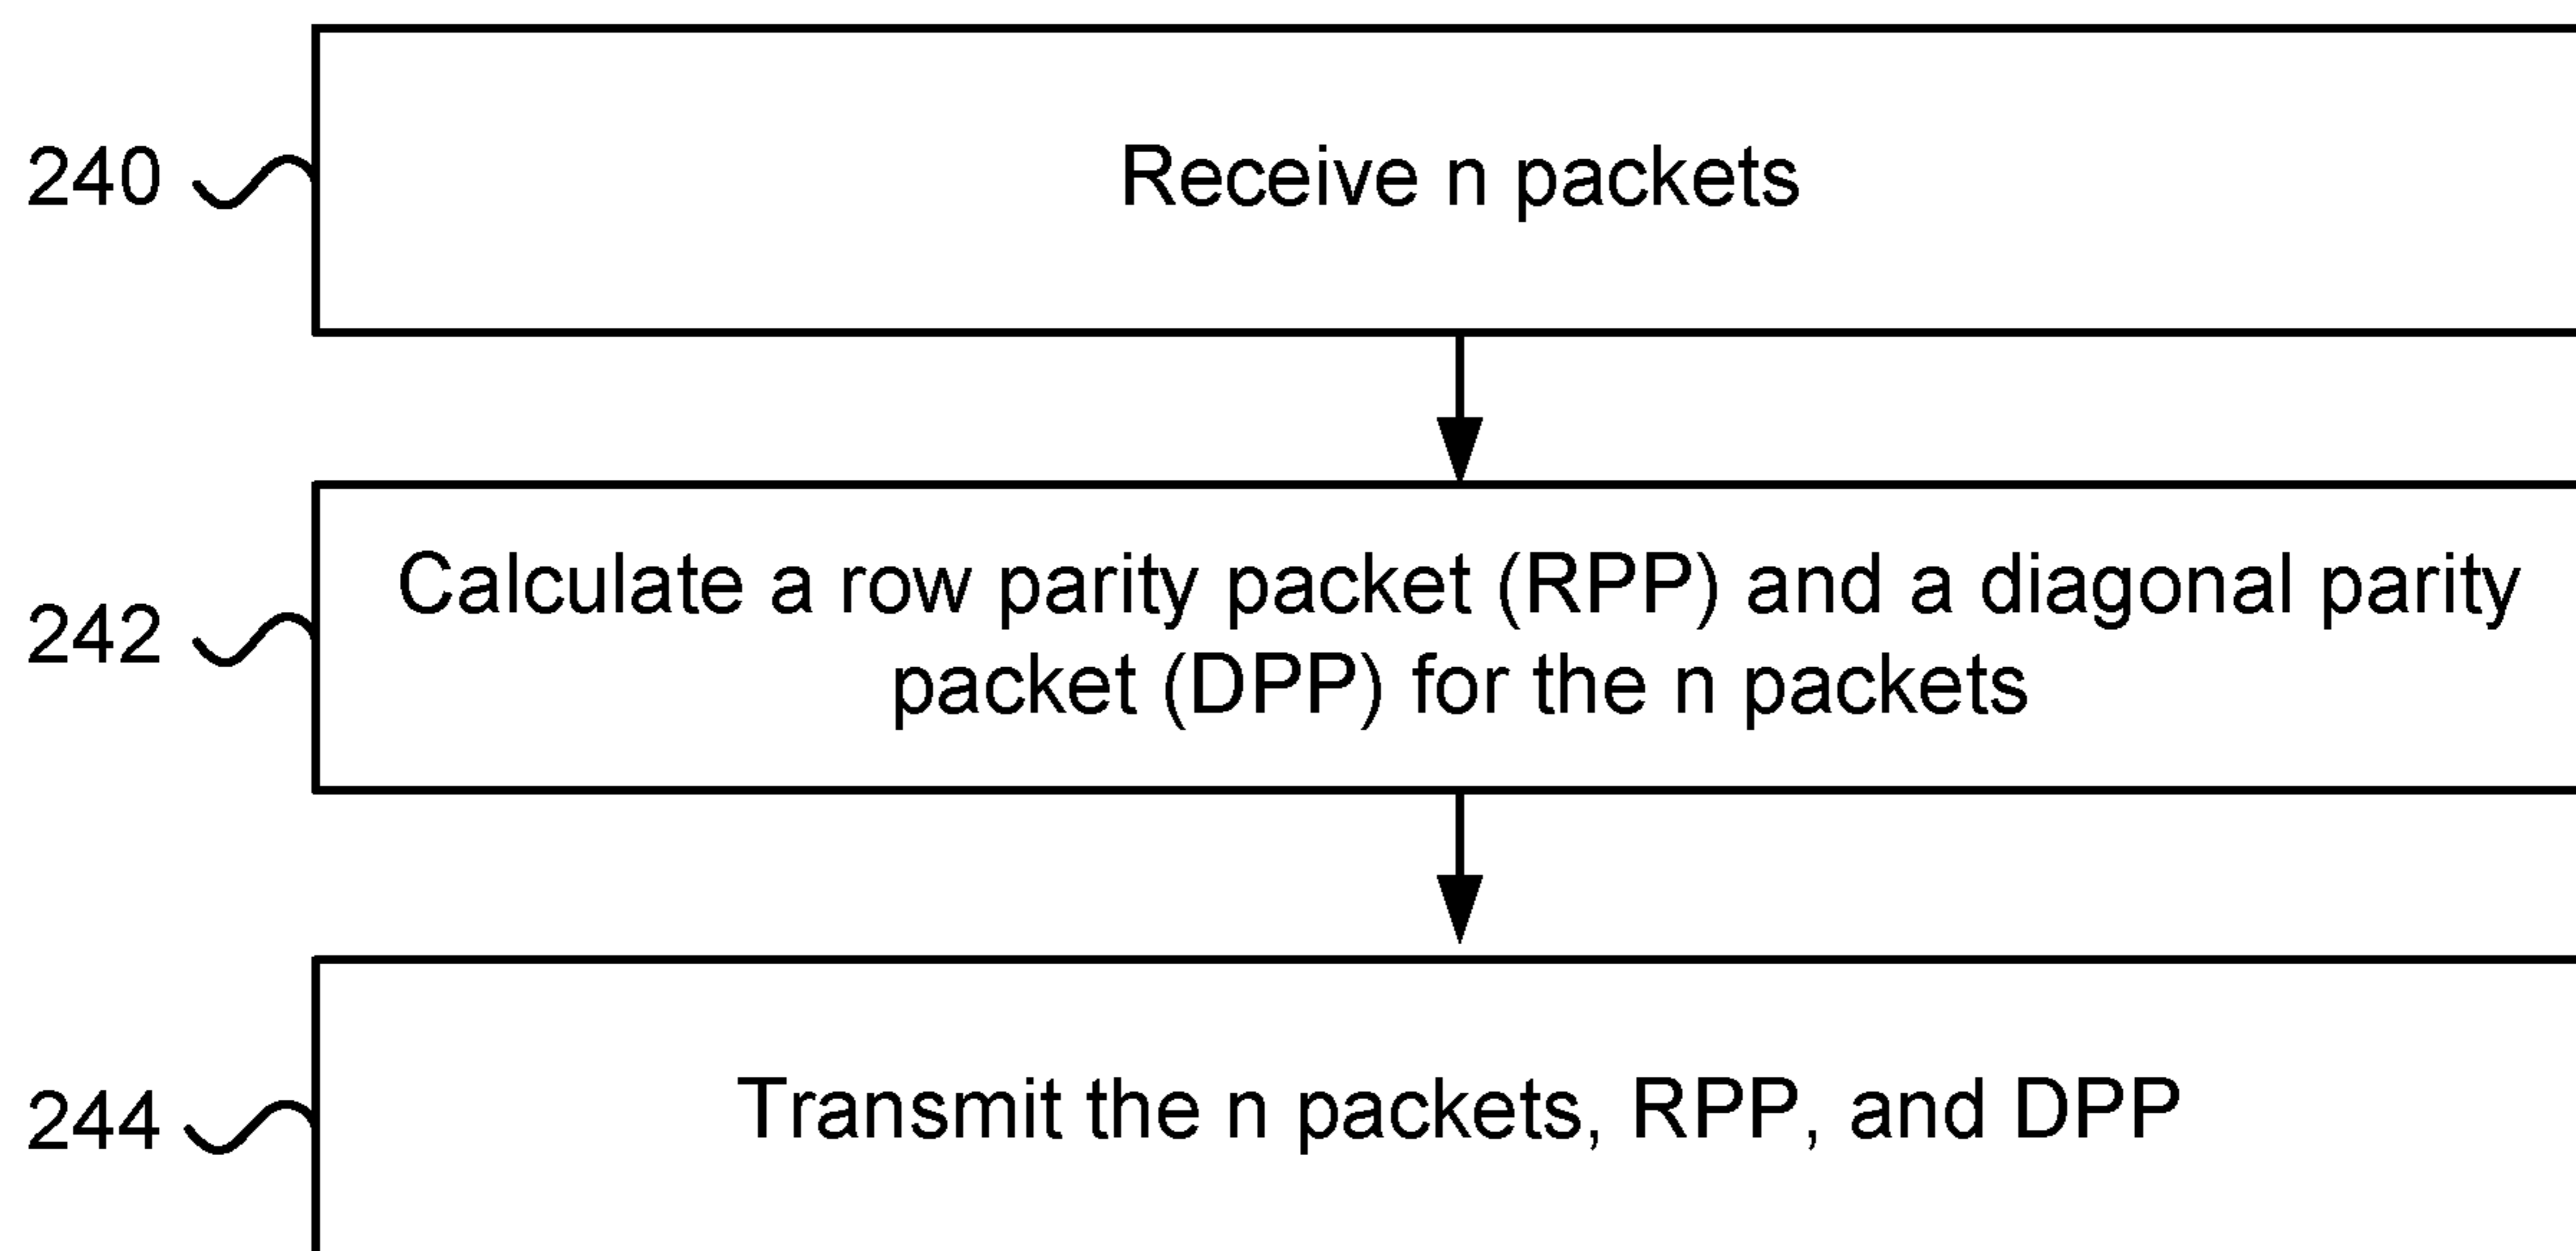 240
Receive n packets
242
Calculate a row parity packet (RPP) and a diagonal parity
packet (DPP) for the n packets
244
Transmit the n packets, RPP, and DPP